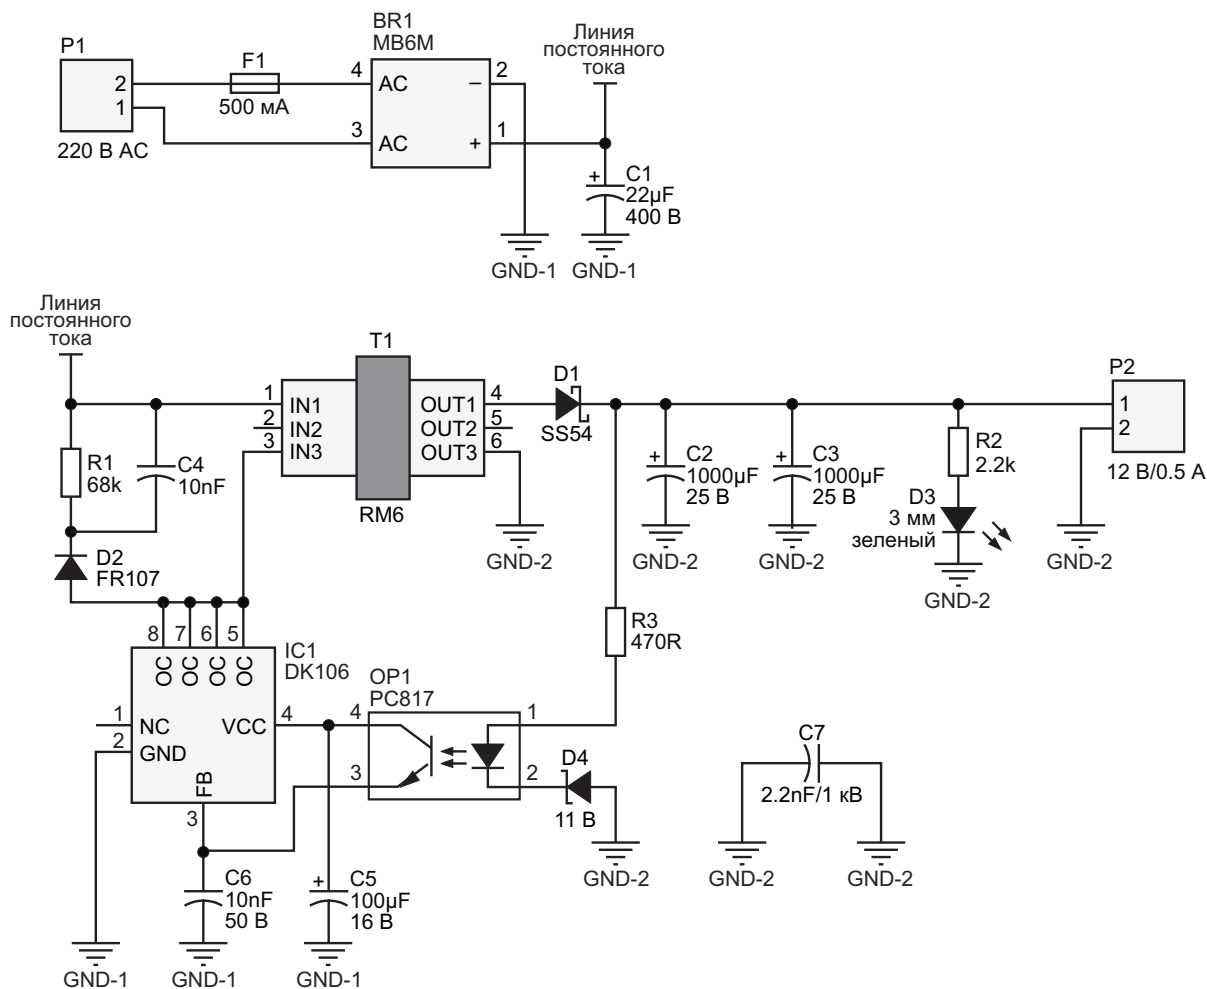 P1
2
1
220 В AC
F1
500 мА
BR1
MB6M
4
AC
3
AC
–
2
+
1
Линия
постоянного
тока
+
C1
22µF
400 В
GND-1
GND-1
Линия
постоянного
тока
R1
68k
C4
10nF
D2
FR107
T1
1
IN1
2
IN2
3
IN3
OUT1
4
OUT2
5
OUT3
6
RM6
GND-2
D1
SS54
+
C2
1000µF
25 В
GND-2
+
C3
1000µF
25 В
GND-2
R2
2.2k
D3
3 мм
зеленый
GND-2
P2
1
2
12 В/0.5 А
GND-2
R3
470R
8
7
6
5
OC
OC
OC
OC
IC1
DK106
1
NC
2
GND
VCC
4
FB
3
OP1
PC817
4
3
1
2
D4
11 В
GND-2
C7
2.2nF/1 кВ
GND-2
GND-2
C6
10nF
50 В
+
C5
100µF
16 В
GND-1
GND-1
GND-1